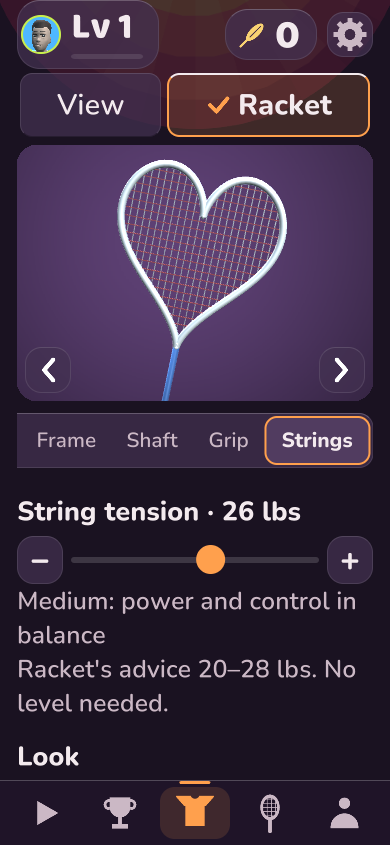 Lv 1
0
View
Racket
Frame
Shaft
Grip
Strings
String tension · 26 lbs
Medium: power and control in
balance
Racket's advice 20–28 lbs. No
level needed.
Look